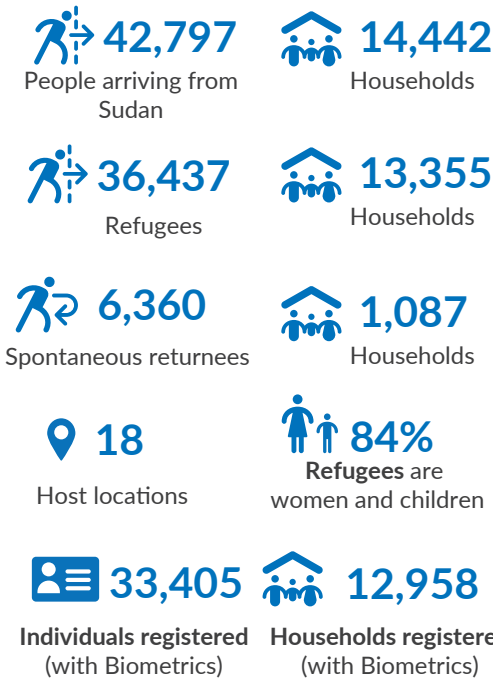 42,797
People arriving from
Sudan
14,442
Households
36,437
Refugees
13,355
Households
6,360
Spontaneous returnees
1,087
Households
18
Host locations
84%
Refugees are
women and children
33,405
Individuals registered
(with Biometrics)
12,958
Households registere
(with Biometrics)